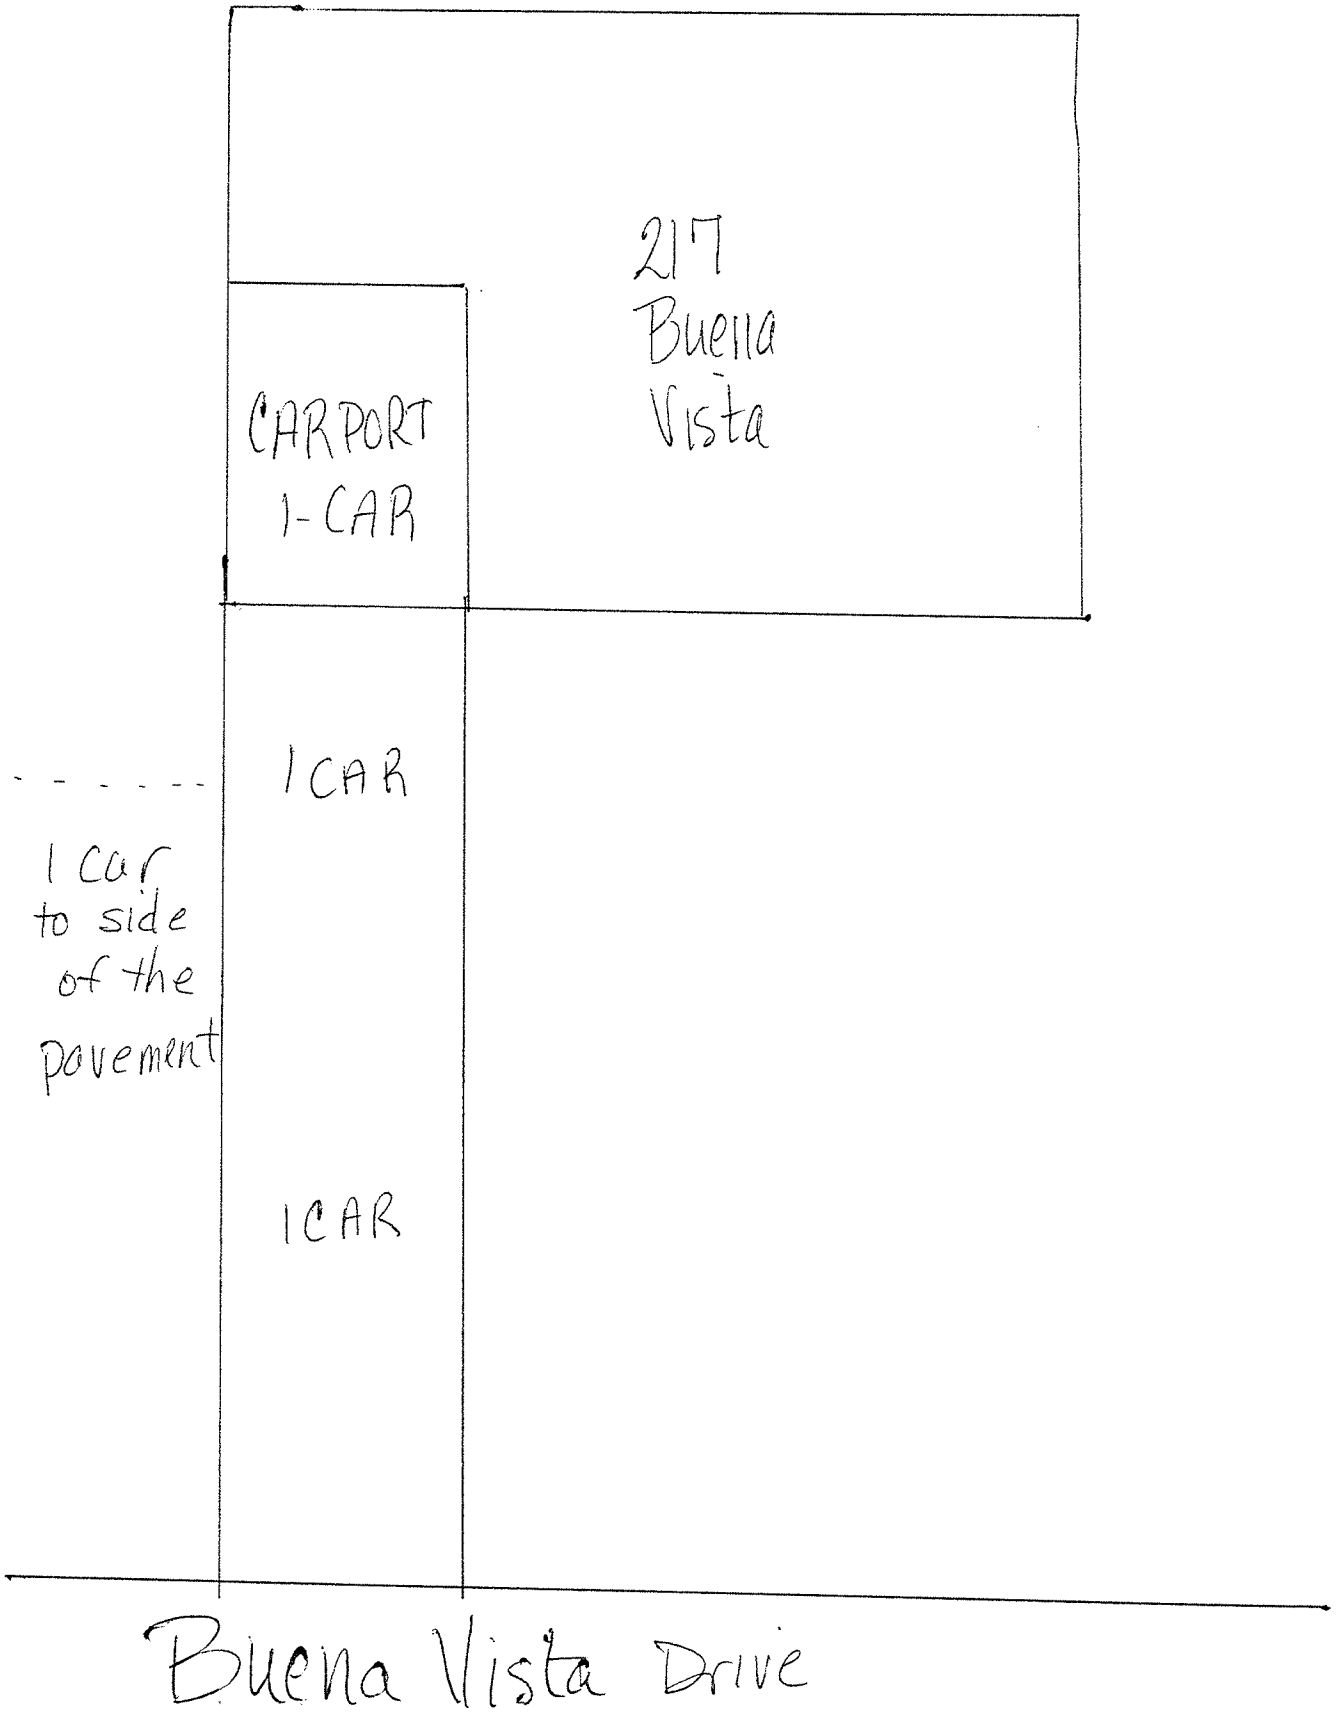 217
Buena
Vista
CARPORT
1-CAR
1 CAR
1 car
to side
of the
pavement
1 CAR
Buena Vista Drive